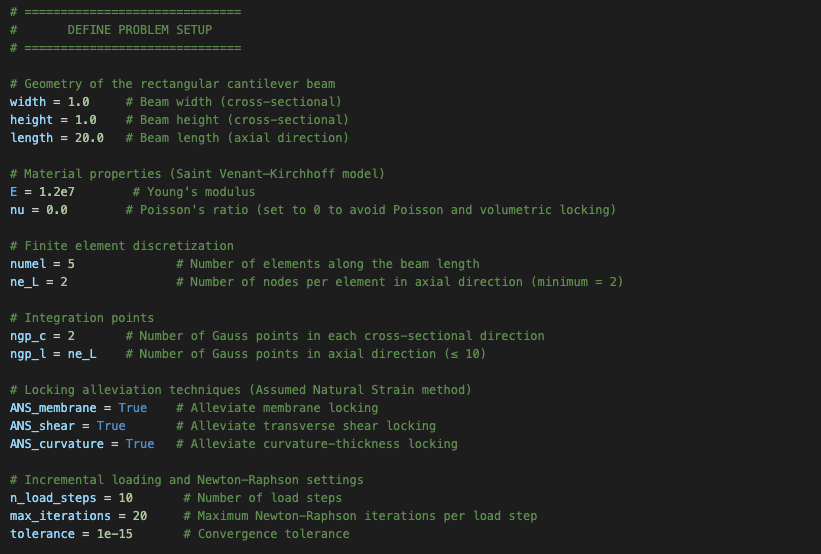 # ==============================
#      DEFINE PROBLEM SETUP
# ==============================
# Geometry of the rectangular cantilever beam
width = 1.0     # Beam width (cross-sectional)
height = 1.0    # Beam height (cross-sectional)
length = 20.0   # Beam length (axial direction)
# Material properties (Saint Venant–Kirchhoff model)
E = 1.2e7        # Young's modulus
nu = 0.0        # Poisson's ratio (set to 0 to avoid Poisson and volumetric locking)
# Finite element discretization
numel = 5              # Number of elements along the beam length
ne_L = 2               # Number of nodes per element in axial direction (minimum = 2)
# Integration points
ngp_c = 2       # Number of Gauss points in each cross-sectional direction
ngp_l = ne_L    # Number of Gauss points in axial direction (≤ 10)
# Locking alleviation techniques (Assumed Natural Strain method)
ANS_membrane = True    # Alleviate membrane locking
ANS_shear = True       # Alleviate transverse shear locking
ANS_curvature = True   # Alleviate curvature-thickness locking
# Incremental loading and Newton-Raphson settings
n_load_steps = 10       # Number of load steps
max_iterations = 20     # Maximum Newton-Raphson iterations per load step
tolerance = 1e-15       # Convergence tolerance